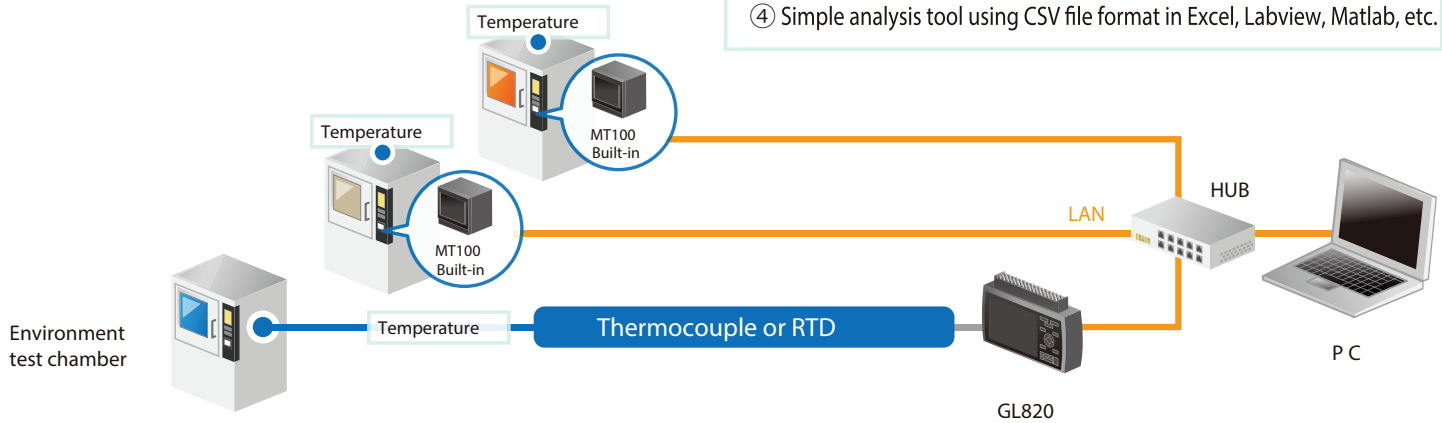 ④ Simple analysis tool using CSV file format in Excel, Labview, Matlab, etc.
Temperature
MT100
Built-in
Temperature
MT100
Built-in
HUB
LAN
Environment
test chamber
Temperature
Thermocouple or RTD
GL820
P C